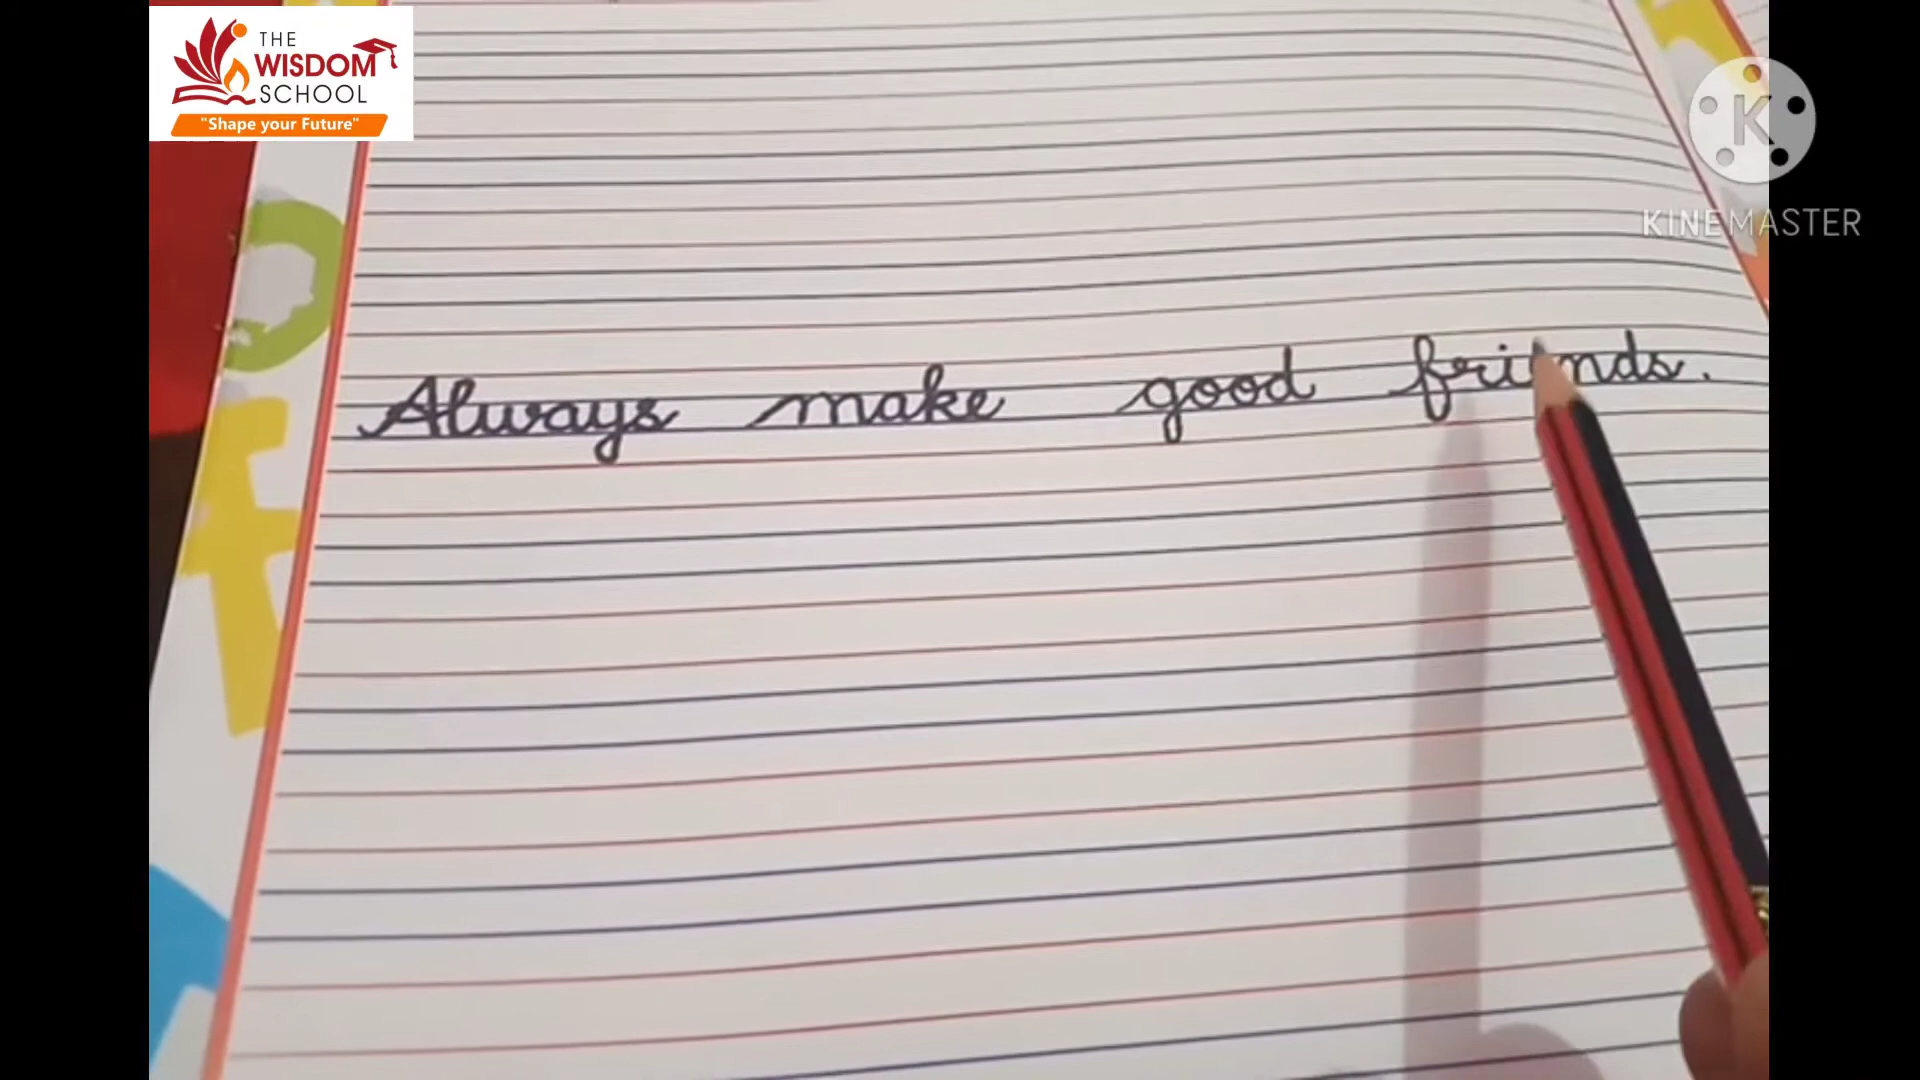 THE
WISDOM
SCHOOL
"Shape your Future"
K
KINEMASTER
Always make good friends.